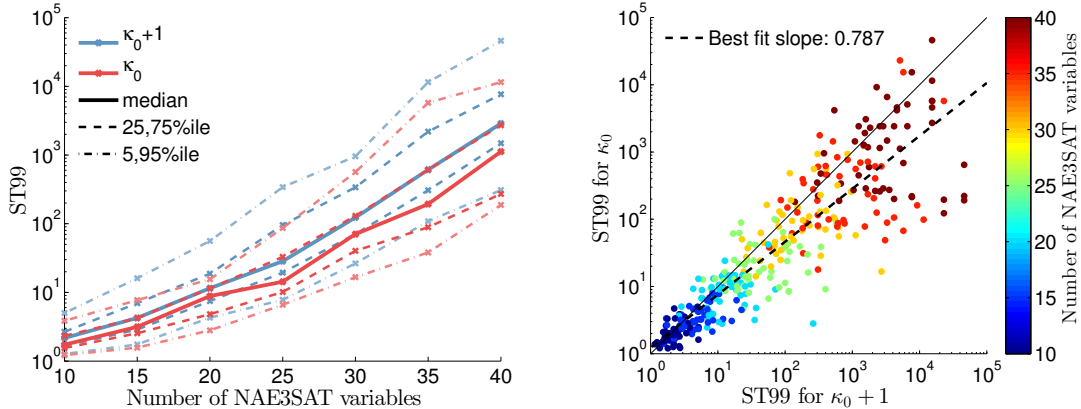 10^5
10^4
10^3
10^2
10^1
10^0
ST99
κ_0+1
κ_0
median
25,75%ile
5,95%ile
10 15 20 25 30 35 40
Number of NAE3SAT variables
10^5
10^4
10^3
10^2
10^1
10^0
ST99 for κ_0
Best fit slope: 0.787
10^0 10^1 10^2 10^3 10^4 10^5
ST99 for κ_0 + 1
40
35
30
25
20
15
10
Number of NAE3SAT variables